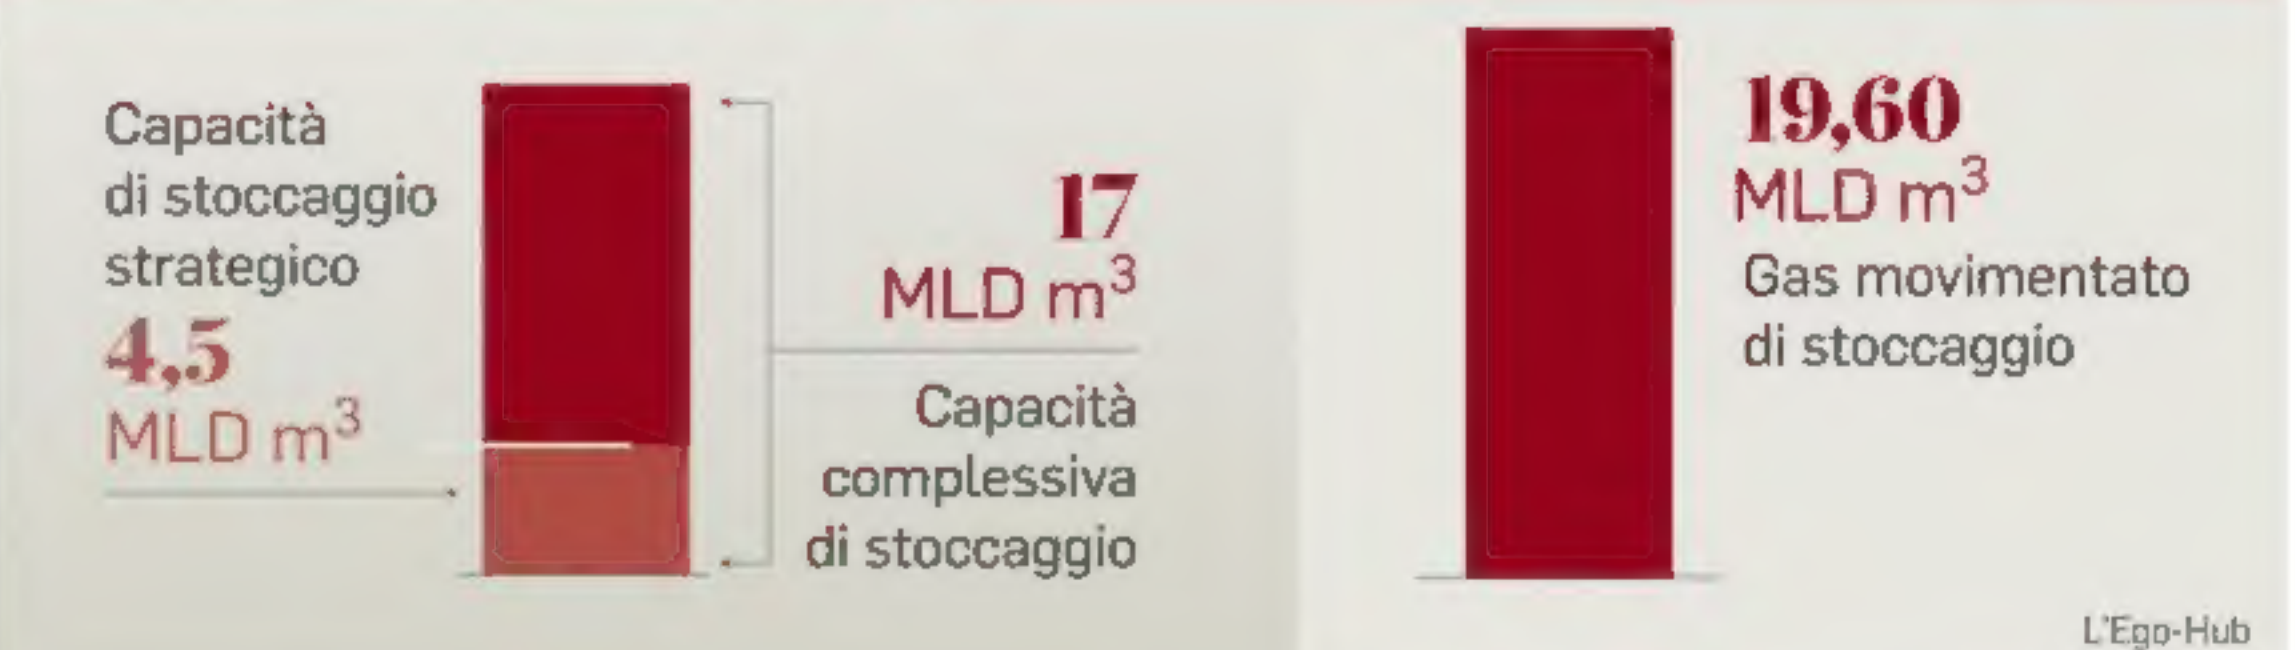 Capacità
di stoccaggio
strategico
4,5
MLD m³
17
MLD m³
Capacità
complessiva
di stoccaggio
19,60
MLD m³
Gas movimentato
di stoccaggio
L'Ego-Hub